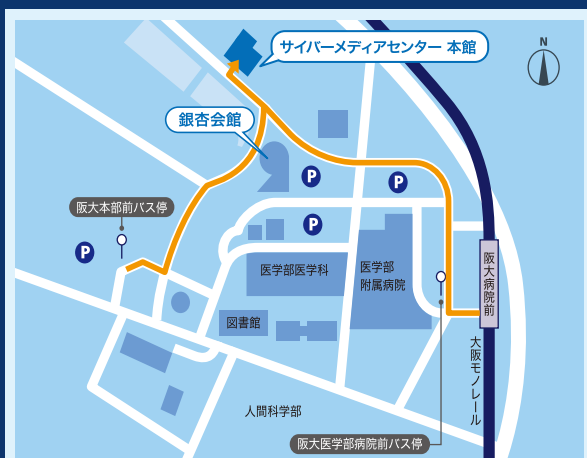 サイバーメディアセンター 本館
N
銀杏会館
P
P
阪大本部前バス停
P
P
阪大病院前
医学部医学科
医学部
附属病院
図書館
大阪モノレール
人間科学部
阪大医学部病院前バス停